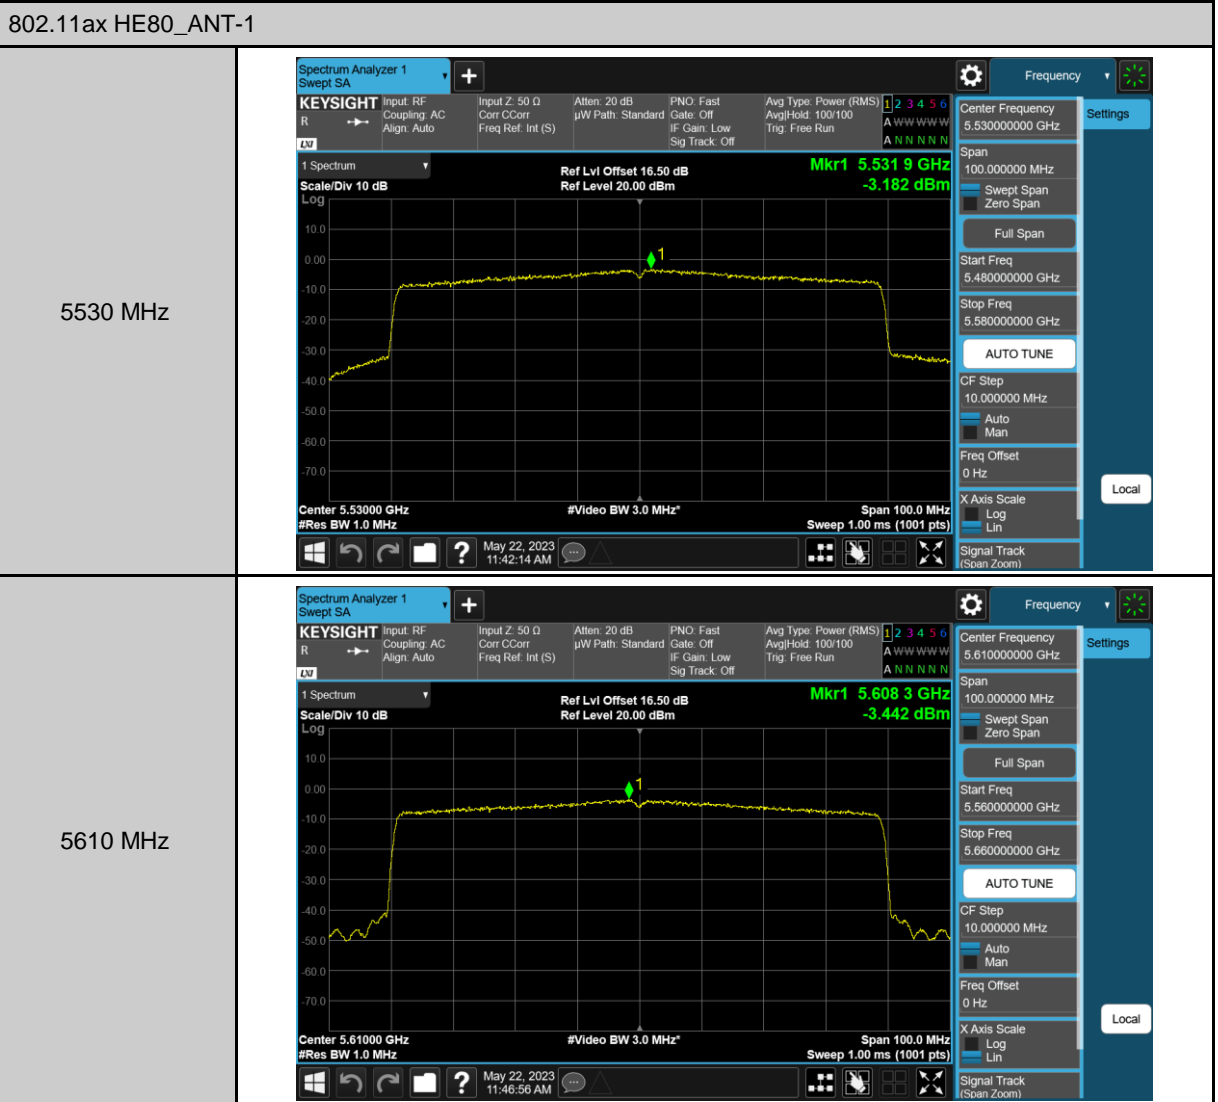 802.11ax HE80_ANT-1
5530 MHz
Spectrum Analyzer 1
Swept SA
Frequency
KEYSIGHT
R
LXI
Input: RF
Coupling: AC
Align: Auto
Input Z: 50 Ω
Corr CCorr
Freq Ref: Int (S)
Atten: 20 dB
µW Path: Standard
PNO: Fast
Gate: Off
IF Gain: Low
Sig Track: Off
Avg Type: Power (RMS)
Avg|Hold: 100/100
Trig: Free Run
1 2 3 4 5 6
A W W W W W
A N N N N N
1 Spectrum
Scale/Div 10 dB
Ref Lvl Offset 16.50 dB
Ref Level 20.00 dBm
Mkr1 5.531 9 GHz
-3.182 dBm
Log
10.0
0.00
-10.0
-20.0
-30.0
-40.0
-50.0
-60.0
-70.0
1
Center 5.53000 GHz
#Res BW 1.0 MHz
#Video BW 3.0 MHz*
Span 100.0 MHz
Sweep 1.00 ms (1001 pts)
?
May 22, 2023
11:42:14 AM
Center Frequency
5.530000000 GHz
Span
100.000000 MHz
Swept Span
Zero Span
Full Span
Start Freq
5.480000000 GHz
Stop Freq
5.580000000 GHz
AUTO TUNE
CF Step
10.000000 MHz
Auto
Man
Freq Offset
0 Hz
X Axis Scale
Log
Lin
Signal Track
(Span Zoom)
Settings
Local
5610 MHz
Spectrum Analyzer 1
Swept SA
Frequency
KEYSIGHT
R
LXI
Input: RF
Coupling: AC
Align: Auto
Input Z: 50 Ω
Corr CCorr
Freq Ref: Int (S)
Atten: 20 dB
µW Path: Standard
PNO: Fast
Gate: Off
IF Gain: Low
Sig Track: Off
Avg Type: Power (RMS)
Avg|Hold: 100/100
Trig: Free Run
1 2 3 4 5 6
A W W W W W
A N N N N N
1 Spectrum
Scale/Div 10 dB
Ref Lvl Offset 16.50 dB
Ref Level 20.00 dBm
Mkr1 5.608 3 GHz
-3.442 dBm
Log
10.0
0.00
-10.0
-20.0
-30.0
-40.0
-50.0
-60.0
-70.0
1
Center 5.61000 GHz
#Res BW 1.0 MHz
#Video BW 3.0 MHz*
Span 100.0 MHz
Sweep 1.00 ms (1001 pts)
?
May 22, 2023
11:46:56 AM
Center Frequency
5.610000000 GHz
Span
100.000000 MHz
Swept Span
Zero Span
Full Span
Start Freq
5.560000000 GHz
Stop Freq
5.660000000 GHz
AUTO TUNE
CF Step
10.000000 MHz
Auto
Man
Freq Offset
0 Hz
X Axis Scale
Log
Lin
Signal Track
(Span Zoom)
Settings
Local